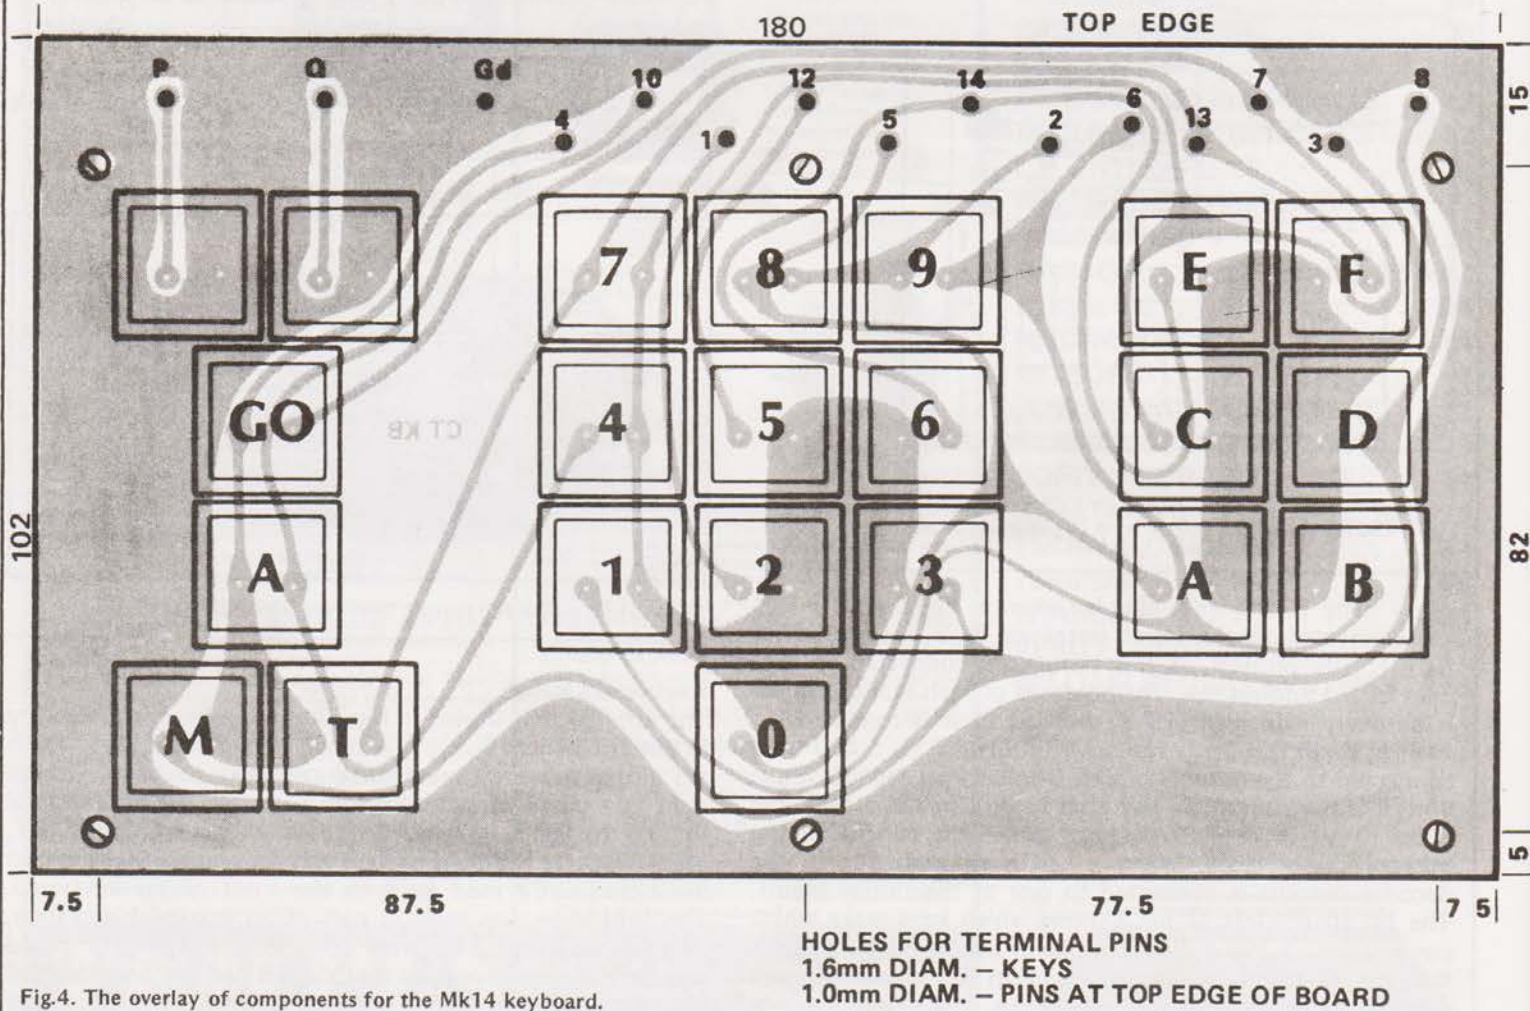 180 TOP EDGE
P Q Gd 10 12 14 7 8
4 1 5 2 6 13 3
15
7 8 9 E F
GO 4 5 6 C D
CT KB
102
82
A 1 2 3 A B
M T 0
5
7.5 87.5 77.5 7 5
HOLES FOR TERMINAL PINS
1.6mm DIAM. – KEYS
1.0mm DIAM. – PINS AT TOP EDGE OF BOARD
Fig.4. The overlay of components for the Mk14 keyboard.